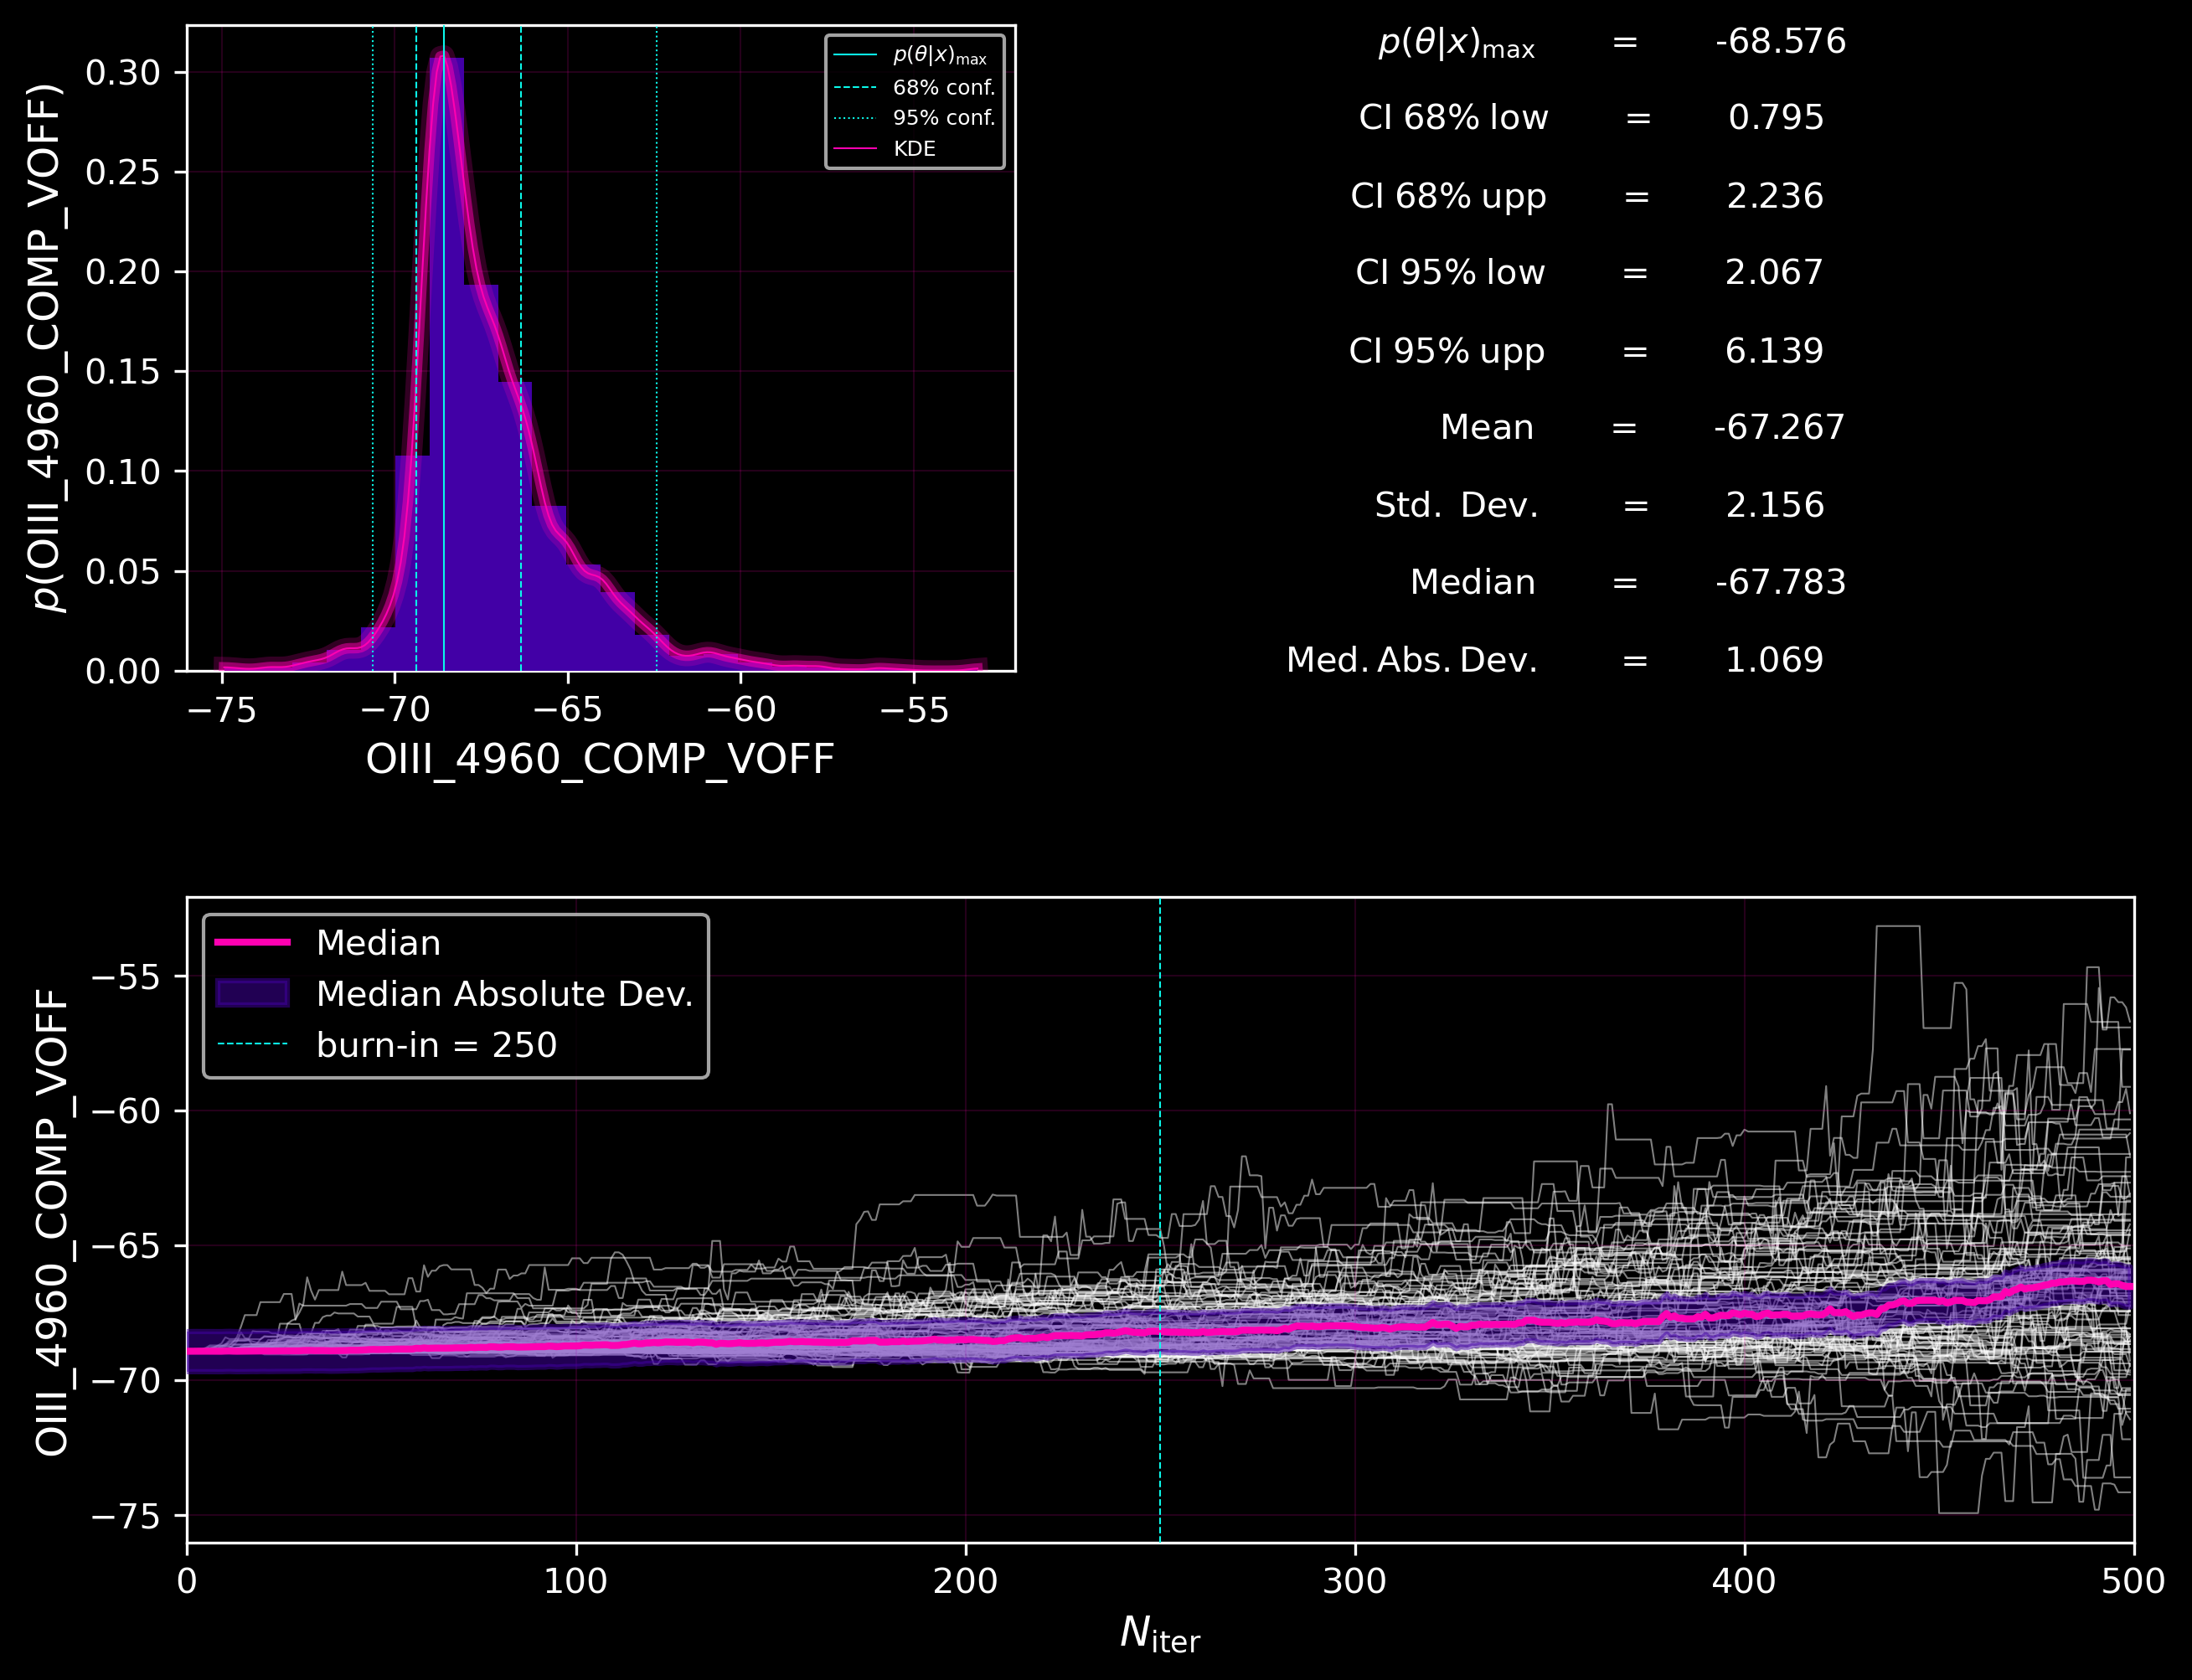 p(OIII_4960_COMP_VOFF)
0.30
0.25
0.20
0.15
0.10
0.05
0.00
−75 −70 −65 −60 −55
OIII_4960_COMP_VOFF
p(θ|x)max
68% conf.
95% conf.
KDE
p(θ|x)max = -68.576
CI 68% low = 0.795
CI 68% upp = 2.236
CI 95% low = 2.067
CI 95% upp = 6.139
Mean = -67.267
Std. Dev. = 2.156
Median = -67.783
Med. Abs. Dev. = 1.069
OIII_4960_COMP_VOFF
−55
−60
−65
−70
−75
Median
Median Absolute Dev.
burn-in = 250
0 100 200 300 400 500
Niter